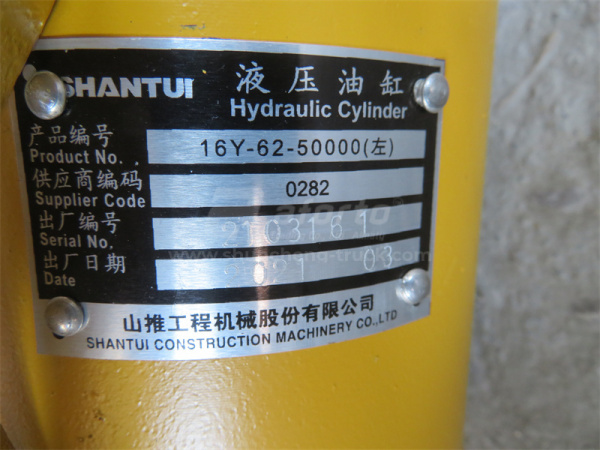 SHANTUI 液压油缸
Hydraulic Cylinder
产品编号
Product No. 16Y-62-50000(左)
供应商编码
Supplier Code 0282
出厂编号
Serial No.
出厂日期
Date 03
山推工程机械股份有限公司
SHANTUI CONSTRUCTION MACHINERY CO.,LTD